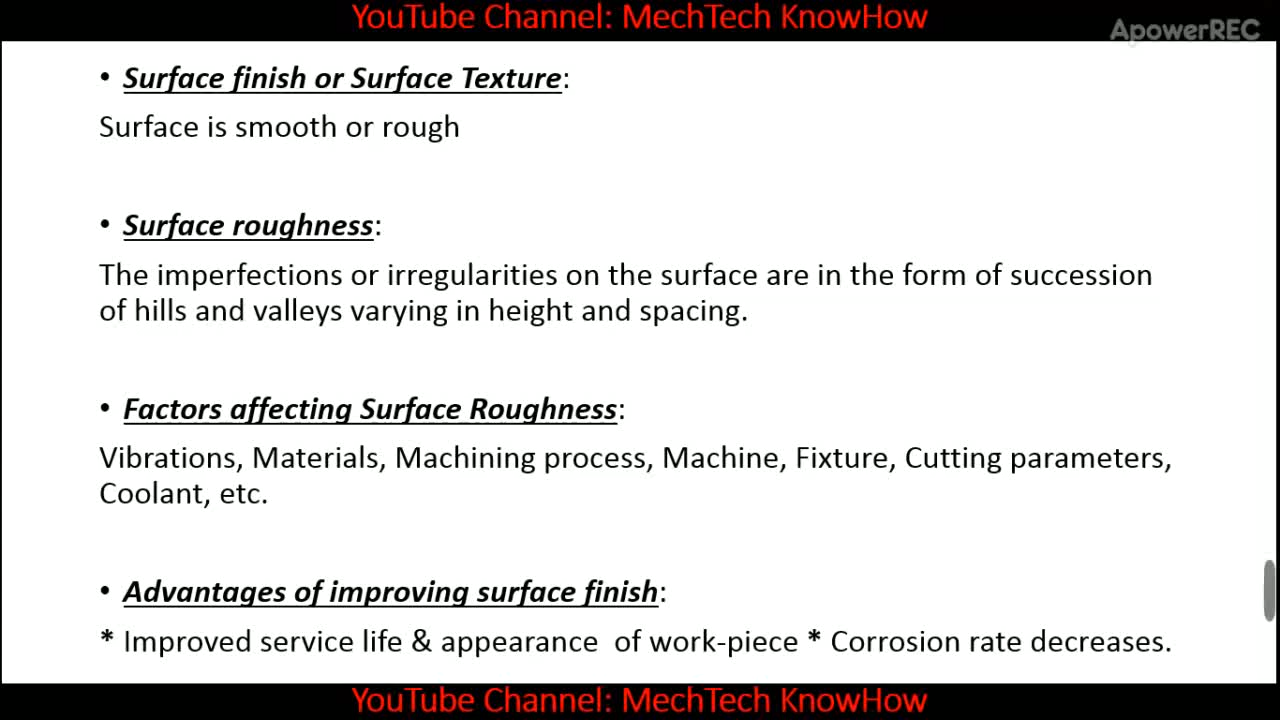 YouTube Channel: MechTech KnowHow
ApowerREC
• Surface finish or Surface Texture:
Surface is smooth or rough
• Surface roughness:
The imperfections or irregularities on the surface are in the form of succession
of hills and valleys varying in height and spacing.
• Factors affecting Surface Roughness:
Vibrations, Materials, Machining process, Machine, Fixture, Cutting parameters,
Coolant, etc.
• Advantages of improving surface finish:
* Improved service life & appearance  of work-piece * Corrosion rate decreases.
YouTube Channel: MechTech KnowHow